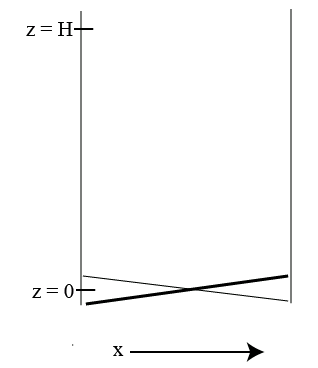 z = H
z = 0
x